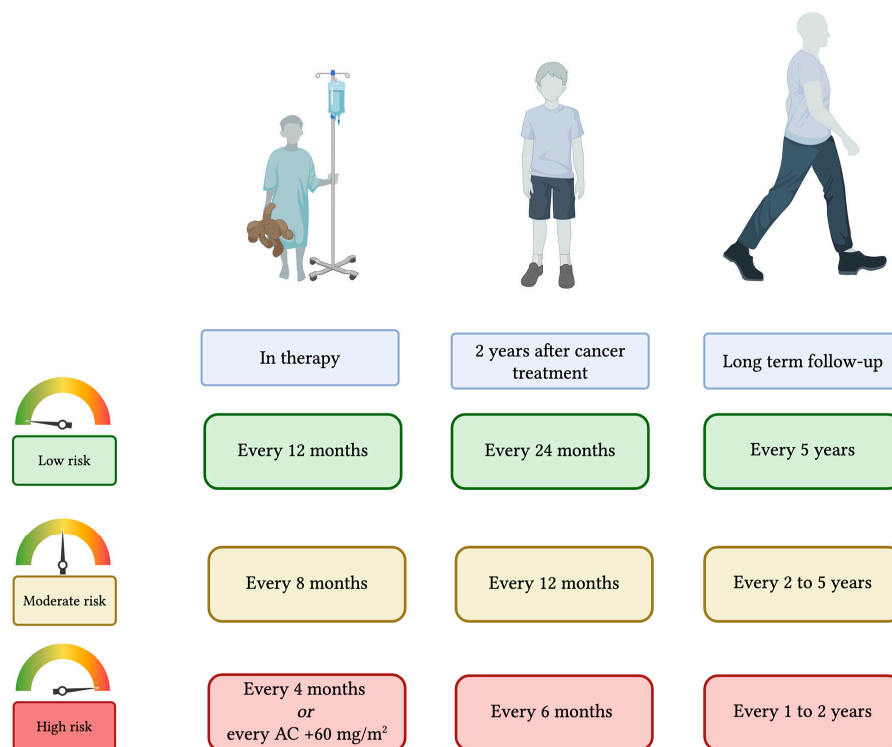 In therapy
2 years after cancer
treatment
Long term follow-up
Low risk
Every 12 months
Every 24 months
Every 5 years
Moderate risk
Every 8 months
Every 12 months
Every 2 to 5 years
High risk
Every 4 months
or
every AC +60 mg/m²
Every 6 months
Every 1 to 2 years